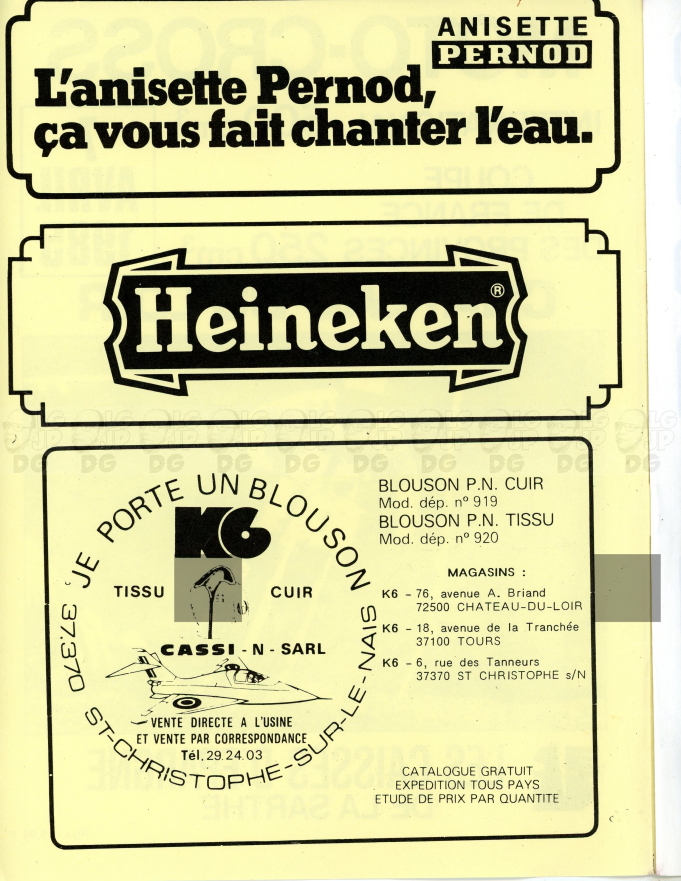 ANISETTE
PERNOD
L'anisette Pernod,
ça vous fait chanter l'eau.
Heineken®
JE PORTE UN BLOUSON
K6
TISSU CUIR
CASSI - N - SARL
VENTE DIRECTE A L'USINE
ET VENTE PAR CORRESPONDANCE
Tél. 29.24.03
37.370 ST-CHRISTOPHE-SUR-LE-NAIS
BLOUSON P.N. CUIR
Mod. dép. nº 919
BLOUSON P.N. TISSU
Mod. dép. nº 920
MAGASINS :
K6 - 76, avenue A. Briand
72500 CHATEAU-DU-LOIR
K6 - 18, avenue de la Tranchée
37100 TOURS
K6 - 6, rue des Tanneurs
37370 ST CHRISTOPHE s/N
CATALOGUE GRATUIT
EXPEDITION TOUS PAYS
ETUDE DE PRIX PAR QUANTITE